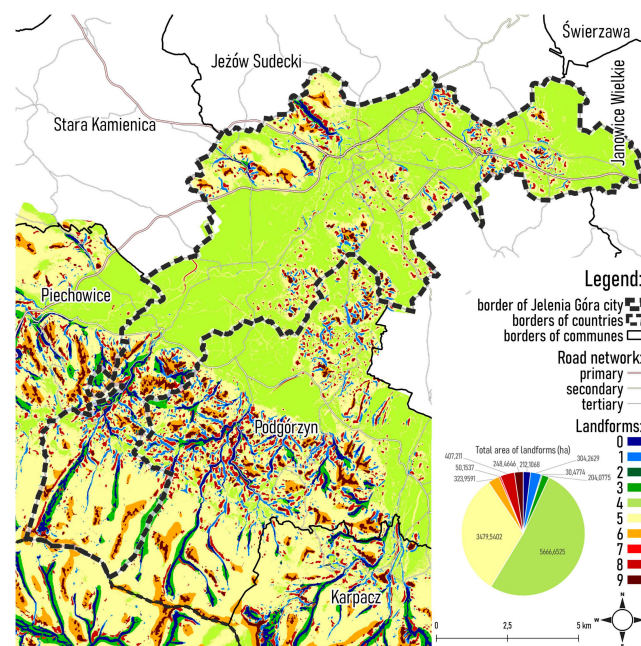 Świerzawa
Jeżów Sudecki
Janowice Wielkie
Stara Kamienica
Piechowice
Podgórzyn
Karpacz
Legend:
border of Jelenia Góra city
borders of countries
borders of communes
Road network:
primary
secondary
tertiary
Landforms:
0
1
2
3
4
5
6
7
8
9
Total area of landforms (ha)
407,211
248,4646
212,1068
304,2629
50,1537
30,4774
323,9591
204,0775
3479,5402
5666,6525
N
W
E
S
0
2,5
5 km